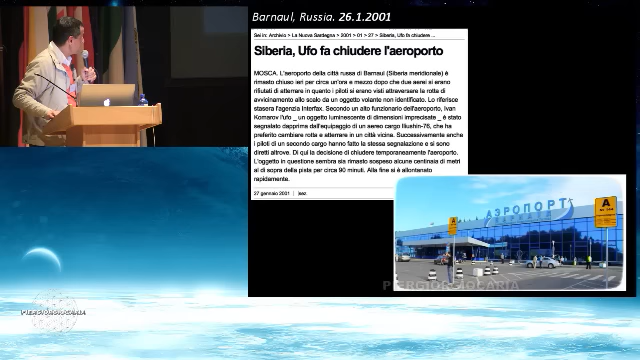 Barnaul, Russia. 26.1.2001
Sei in: Archivio > La Nuova Sardegna > 2001 > 01 > 27 > Siberia, Ufo fa chiudere ...
Siberia, Ufo fa chiudere l'aeroporto
MOSCA. L'aeroporto della città russa di Barnaul (Siberia meridionale) è
rimasto chiuso ieri per circa un'ora e mezzo dopo che due aerei si erano
rifiutati di atterrare in quanto i piloti si erano visti attraversare la rotta di
avvicinamento allo scalo da un oggetto volante non identificato. Lo riferisce
stasera l'agenzia Interfax. Secondo un alto funzionario dell'aeroporto, Ivan
Komarov l'ufo _ un oggetto luminescente di dimensioni imprecisate _ è stato
segnalato dapprima dall'equipaggio di un aereo cargo Iliushin-76, che ha
preferito cambiare rotta e atterrare in un città vicina. Successivamente anche
i piloti di un secondo cargo hanno fatto la stessa segnalazione e si sono
diretti altrove. Di qui la decisione di chiudere temporaneamente l'aeroporto.
L'oggetto in questione sembra sia rimasto sospeso alcune centinaia di metri
al di sopra della pista per circa 90 minuti. Alla fine si è allontanato
rapidamente.
27 gennaio 2001
АЭРОПОРТ
A
A
PIERGIORGIOCARIA
PIERGIORGIOCARIA